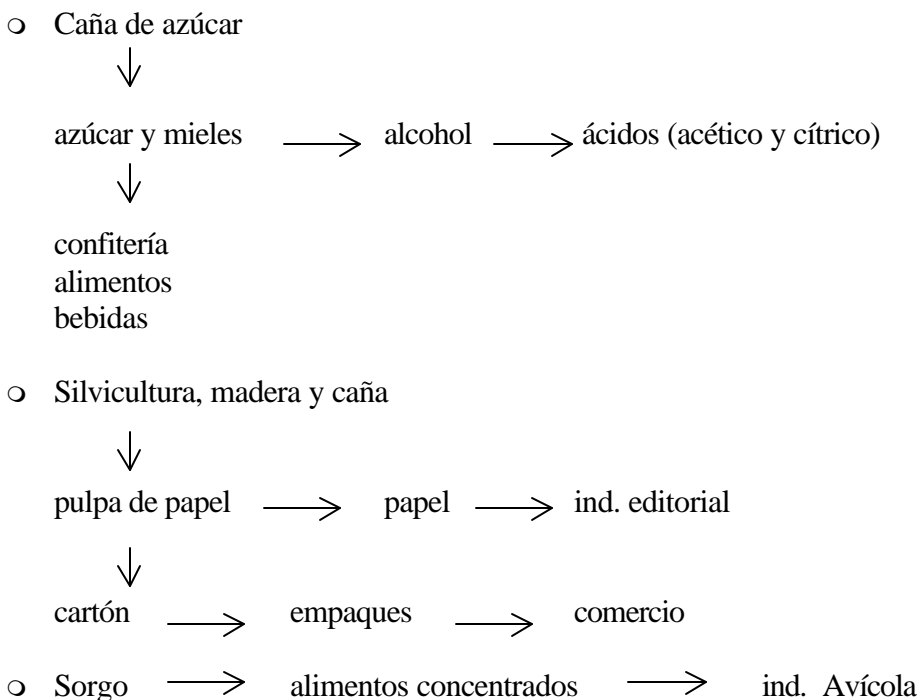 Caña de azúcar
azúcar y mieles alcohol ácidos (acético y cítrico)
confitería
alimentos
bebidas
Silvicultura, madera y caña
pulpa de papel papel ind. editorial
cartón empaques comercio
Sorgo alimentos concentrados ind. Avícola